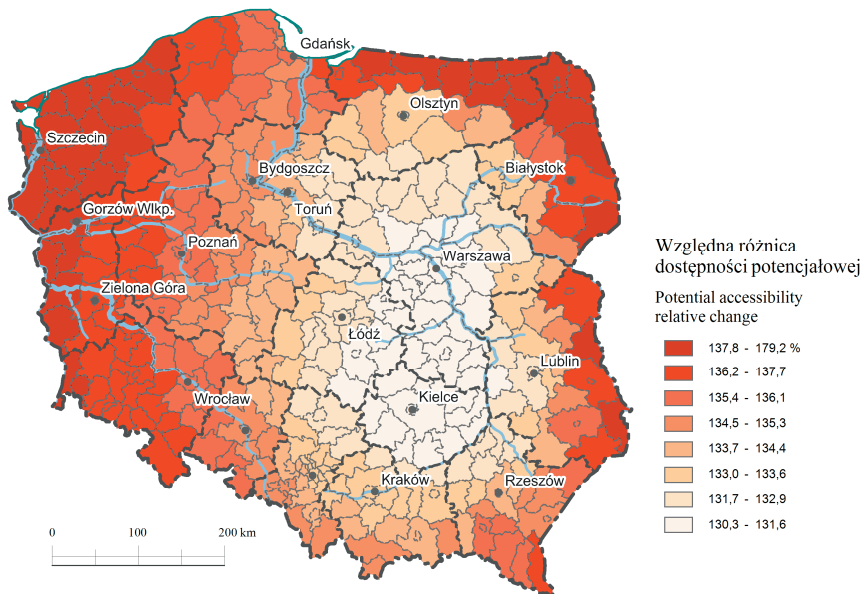 Gdańsk
Olsztyn
Szczecin
Bydgoszcz
Białystok
Toruń
Gorzów Wlkp.
Poznań
Warszawa
Zielona Góra
Łódź
Lublin
Wrocław
Kielce
Kraków
Rzeszów
0 100 200 km
Względna różnica
dostępności potencjałowej
Potential accessibility
relative change
137,8 - 179,2 %
136,2 - 137,7
135,4 - 136,1
134,5 - 135,3
133,7 - 134,4
133,0 - 133,6
131,7 - 132,9
130,3 - 131,6